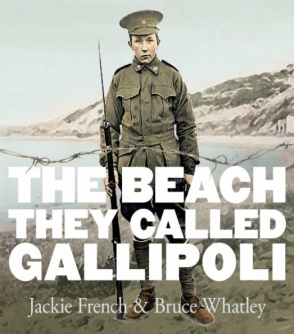 THE BEACH
THEY CALLED
GALLIPOLI
Jackie French & Bruce Whatley